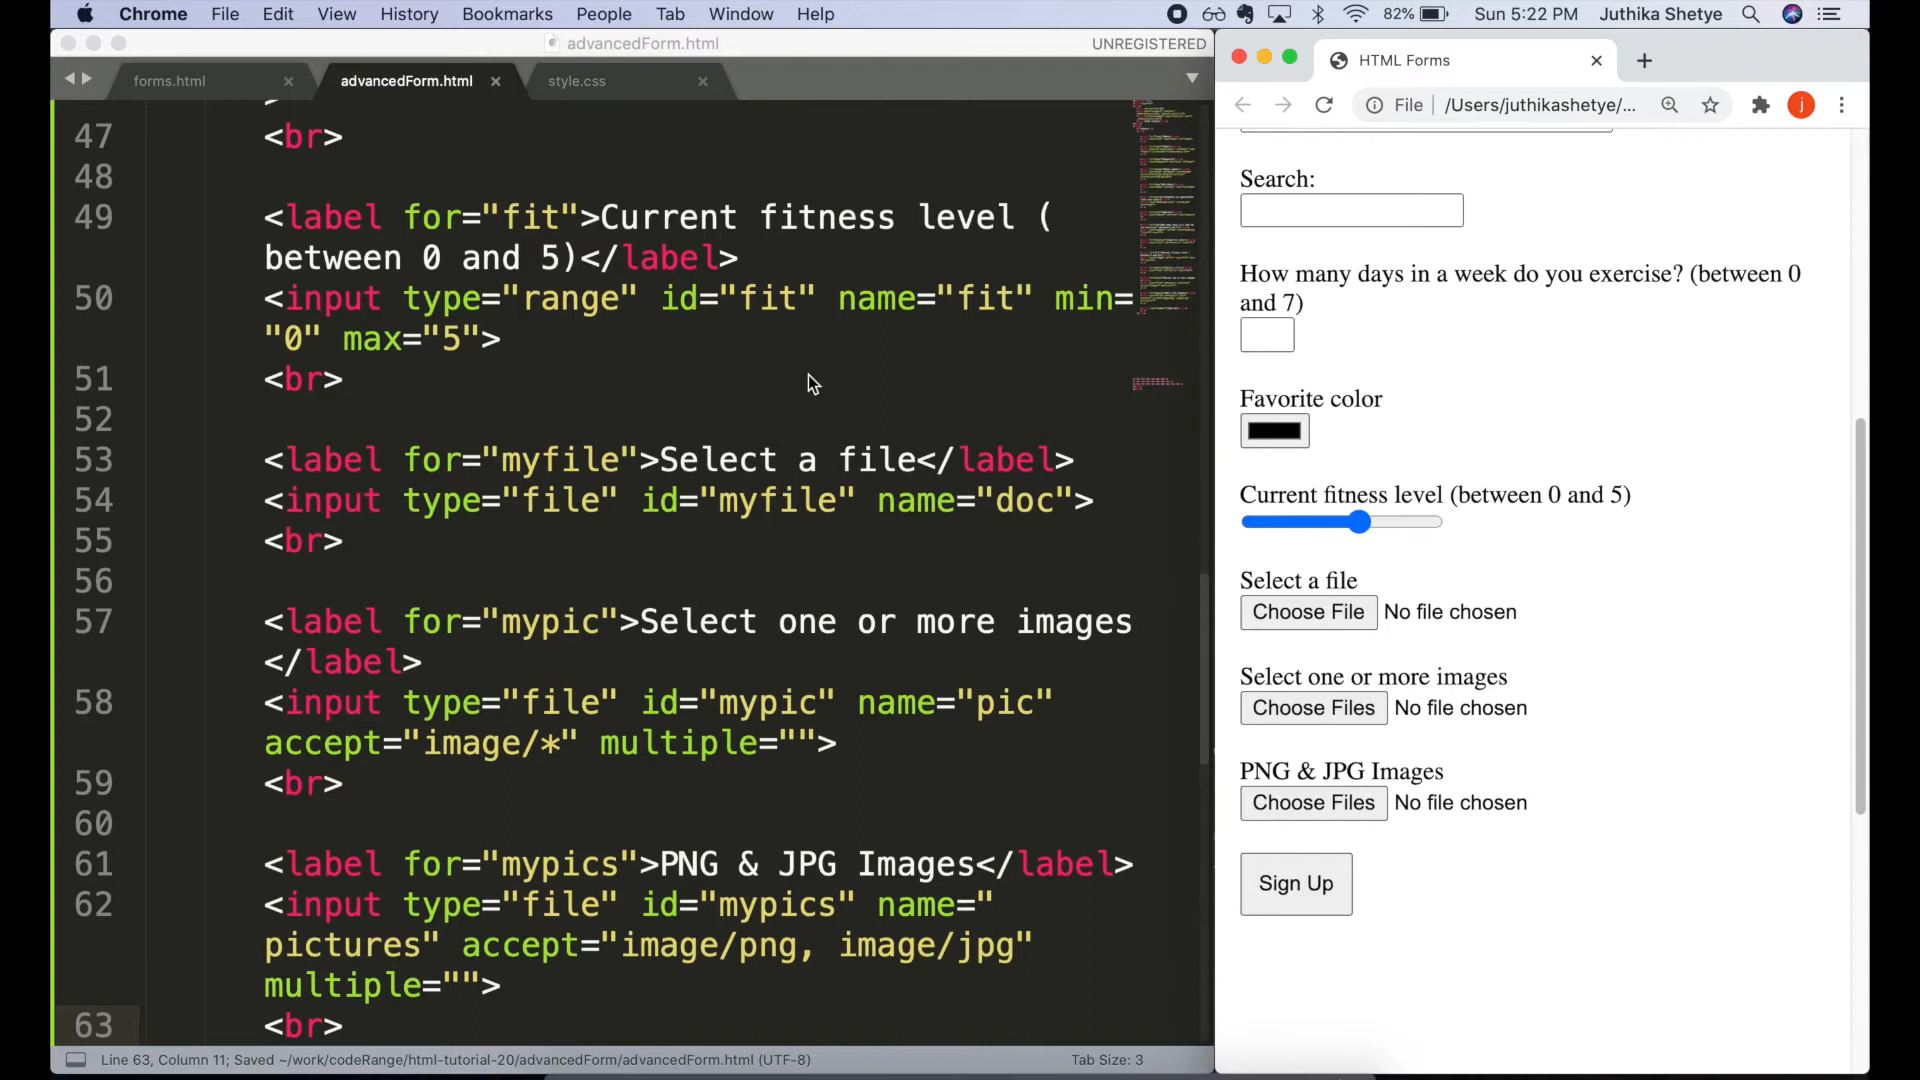 Chrome File Edit View History Bookmarks People Tab Window Help 82% Sun 5:22 PM Juthika Shetye
advancedForm.html UNREGISTERED
forms.html advancedForm.html style.css
47 <br>
48
49 <label for="fit">Current fitness level (
between 0 and 5)</label>
50 <input type="range" id="fit" name="fit" min=
"0" max="5">
51 <br>
52
53 <label for="myfile">Select a file</label>
54 <input type="file" id="myfile" name="doc">
55 <br>
56
57 <label for="mypic">Select one or more images
</label>
58 <input type="file" id="mypic" name="pic"
accept="image/*" multiple="">
59 <br>
60
61 <label for="mypics">PNG & JPG Images</label>
62 <input type="file" id="mypics" name="
pictures" accept="image/png, image/jpg"
multiple="">
63 <br>
Line 63, Column 11; Saved ~/work/codeRange/html-tutorial-20/advancedForm/advancedForm.html (UTF-8) Tab Size: 3
HTML Forms
File /Users/juthikashetye/... j
Search:
How many days in a week do you exercise? (between 0
and 7)
Favorite color
Current fitness level (between 0 and 5)
Select a file
Choose File No file chosen
Select one or more images
Choose Files No file chosen
PNG & JPG Images
Choose Files No file chosen
Sign Up